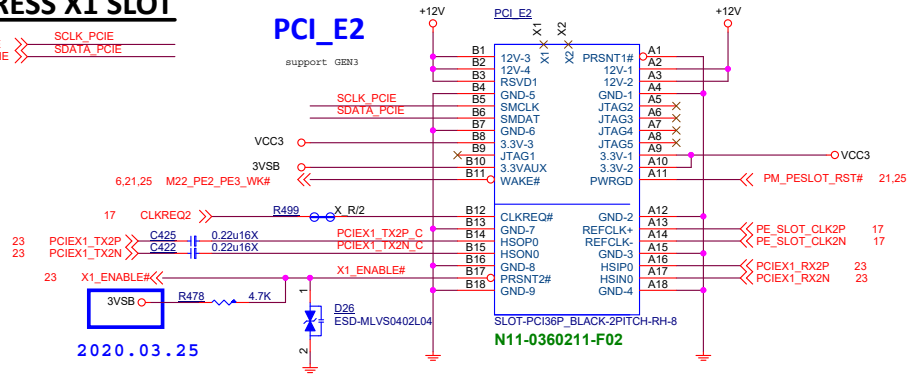 RESS X1 SLOT
SCLK_PCIE
SDATA_PCIE
PCI_E2
support GEN3
+12V
PCI_E2
X1
X2
+12V
B1 12V-3 X1 X2 PRSNT1# A1
B2 12V-4 12V-1 A2
B3 RSVD1 12V-2 A3
B4 GND-5 GND-1 A4
SCLK_PCIE B5 SMCLK JTAG2 A5
SDATA_PCIE B6 SMDAT JTAG3 A6
B7 GND-6 JTAG4 A7
VCC3 B8 3.3V-3 JTAG5 A8
B9 JTAG1 3.3V-1 A9 VCC3
3VSB B10 3.3VAUX 3.3V-2 A10
6,21,25 M22_PE2_PE3_WK# B11 WAKE# PWRGD A11 PM_PESLOT_RST# 21,25
17 CLKREQ2 R499 X_R/2 B12 CLKREQ# GND-2 A12
B13 GND-7 REFCLK+ A13 PE_SLOT_CLK2P 17
23 PCIEX1_TX2P C425 0.22u16X PCIEX1_TX2P_C B14 HSOP0 REFCLK- A14 PE_SLOT_CLK2N 17
23 PCIEX1_TX2N C422 0.22u16X PCIEX1_TX2N_C B15 HSON0 GND-3 A15
B16 GND-8 HSIP0 A16 PCIEX1_RX2P 23
23 X1_ENABLE# X1_ENABLE# B17 PRSNT2# HSIN0 A17 PCIEX1_RX2N 23
B18 GND-9 GND-4 A18
3VSB R478 4.7K
1
D26
ESD-MLVS0402L04
2
SLOT-PCI36P_BLACK-2PITCH-RH-8
N11-0360211-F02
2020.03.25